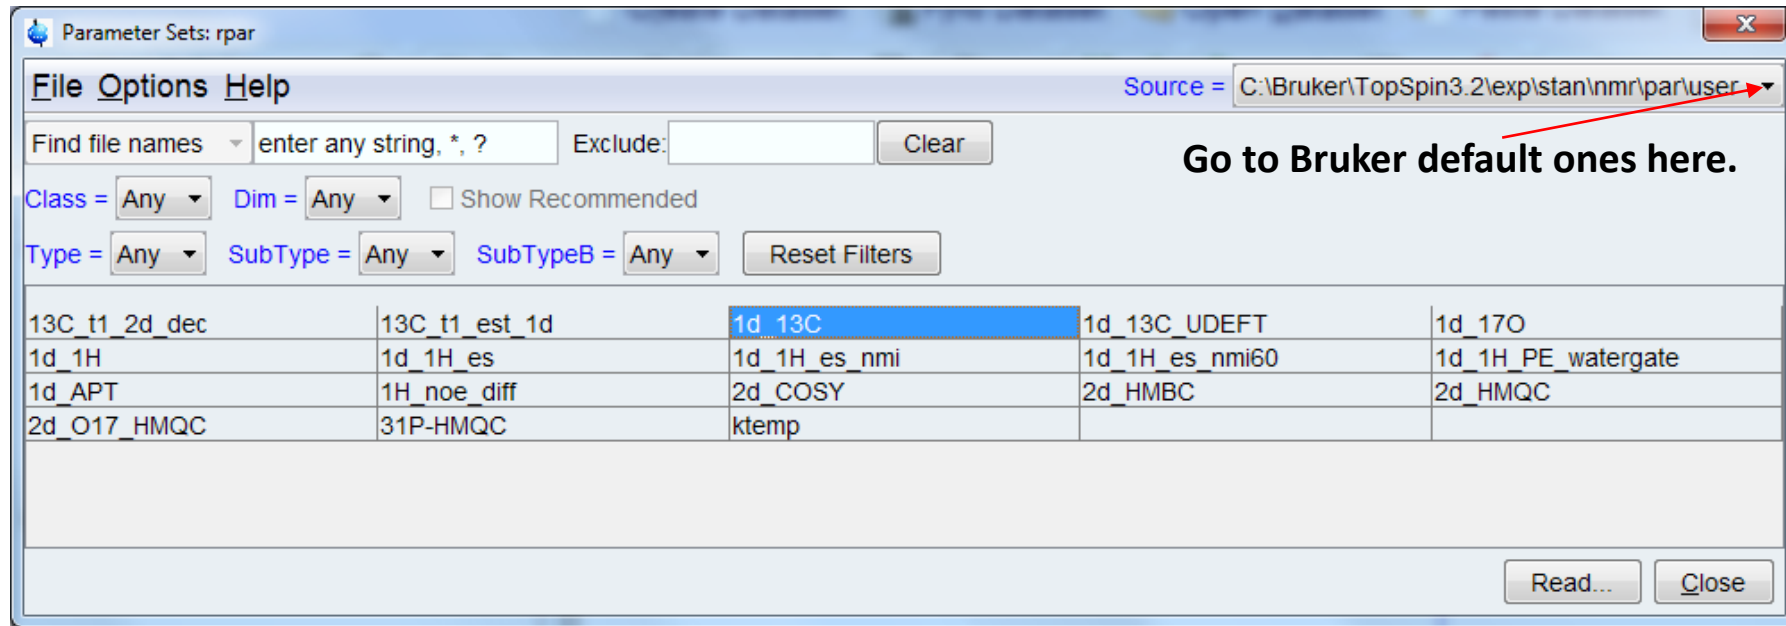 Parameter Sets: rpar
File Options Help Source = C:\Bruker\TopSpin3.2\exp\stan\nmr\par\user
Find file names enter any string, *, ? Exclude: Clear
Go to Bruker default ones here.
Class = Any Dim = Any Show Recommended
Type = Any SubType = Any SubTypeB = Any Reset Filters
13C_t1_2d_dec 13C_t1_est_1d 1d_13C 1d_13C_UDEFT 1d_17O
1d_1H 1d_1H_es 1d_1H_es_nmi 1d_1H_es_nmi60 1d_1H_PE_watergate
1d_APT 1H_noe_diff 2d_COSY 2d_HMBC 2d_HMQC
2d_O17_HMQC 31P-HMQC ktemp
Read... Close